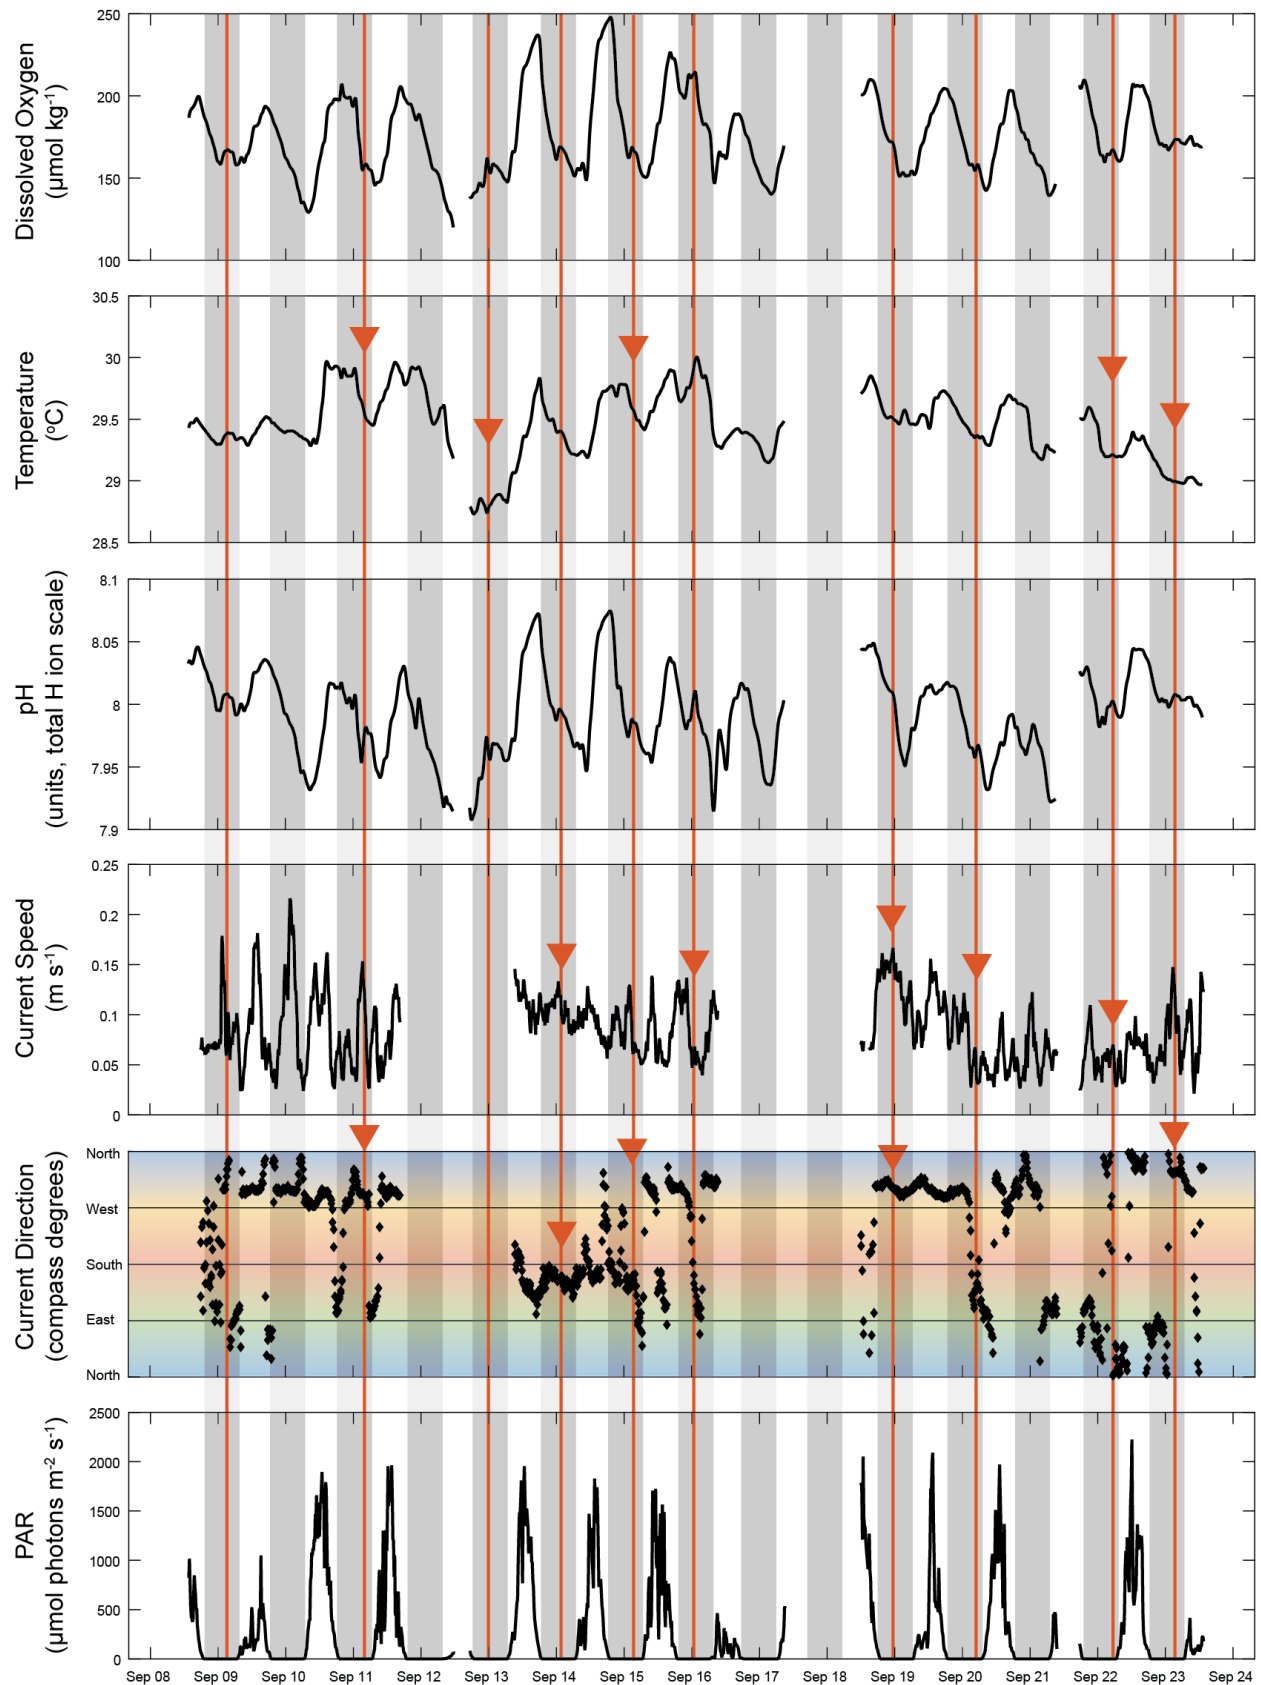 Dissolved Oxygen
(μmol kg⁻¹)
250
200
150
100
Temperature
(°C)
30.5
30
29.5
29
28.5
pH
(units, total H ion scale)
8.1
8.05
8
7.95
7.9
Current Speed
(m s⁻¹)
0.25
0.2
0.15
0.1
0.05
0
Current Direction
(compass degrees)
North
West
South
East
North
PAR
(μmol photons m⁻² s⁻¹)
2500
2000
1500
1000
500
0
Sep 08 Sep 09 Sep 10 Sep 11 Sep 12 Sep 13 Sep 14 Sep 15 Sep 16 Sep 17 Sep 18 Sep 19 Sep 20 Sep 21 Sep 22 Sep 23 Sep 24